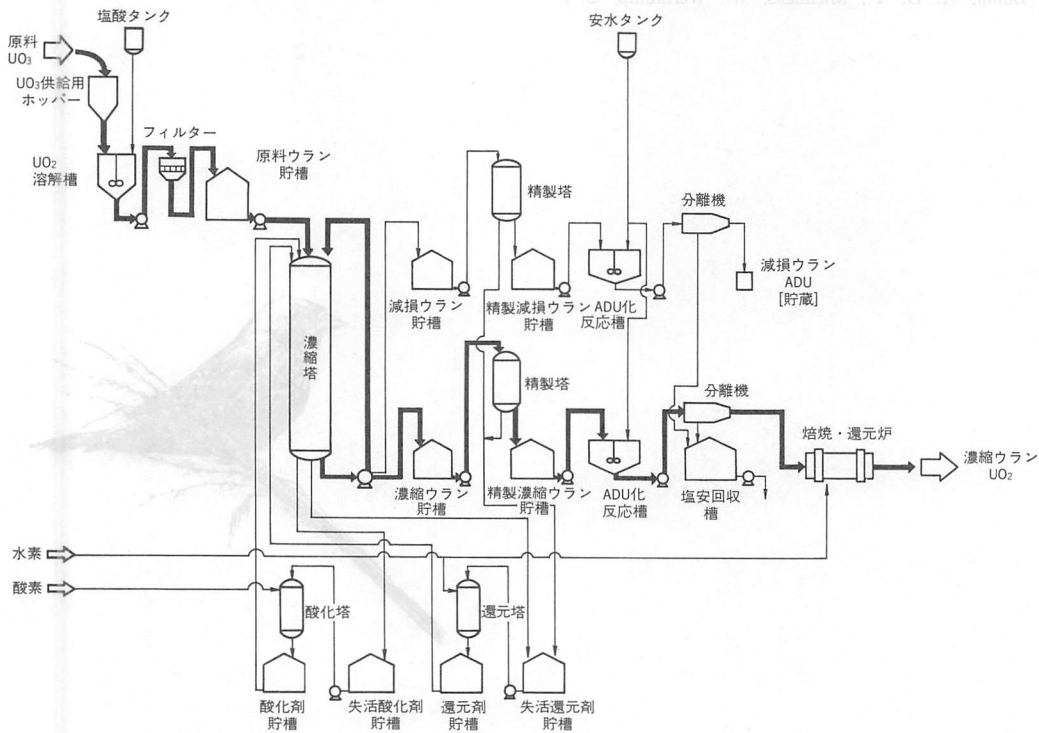 塩酸タンク
安水タンク
原料
UO₃
UO₃供給用
ホッパー
フィルター
UO₂
溶解槽
原料ウラン
貯槽
精製塔
分離機
減損ウラン
ADU
[貯蔵]
減損ウラン
貯槽
精製減損ウラン
貯槽
ADU化
反応槽
濃縮塔
精製塔
分離機
焙焼・還元炉
濃縮ウラン
UO₂
濃縮ウラン
貯槽
精製濃縮ウラン
貯槽
ADU化
反応槽
塩安回収
槽
水素
酸素
酸化塔
還元塔
酸化剤
貯槽
失活酸化剤
貯槽
還元剤
貯槽
失活還元剤
貯槽